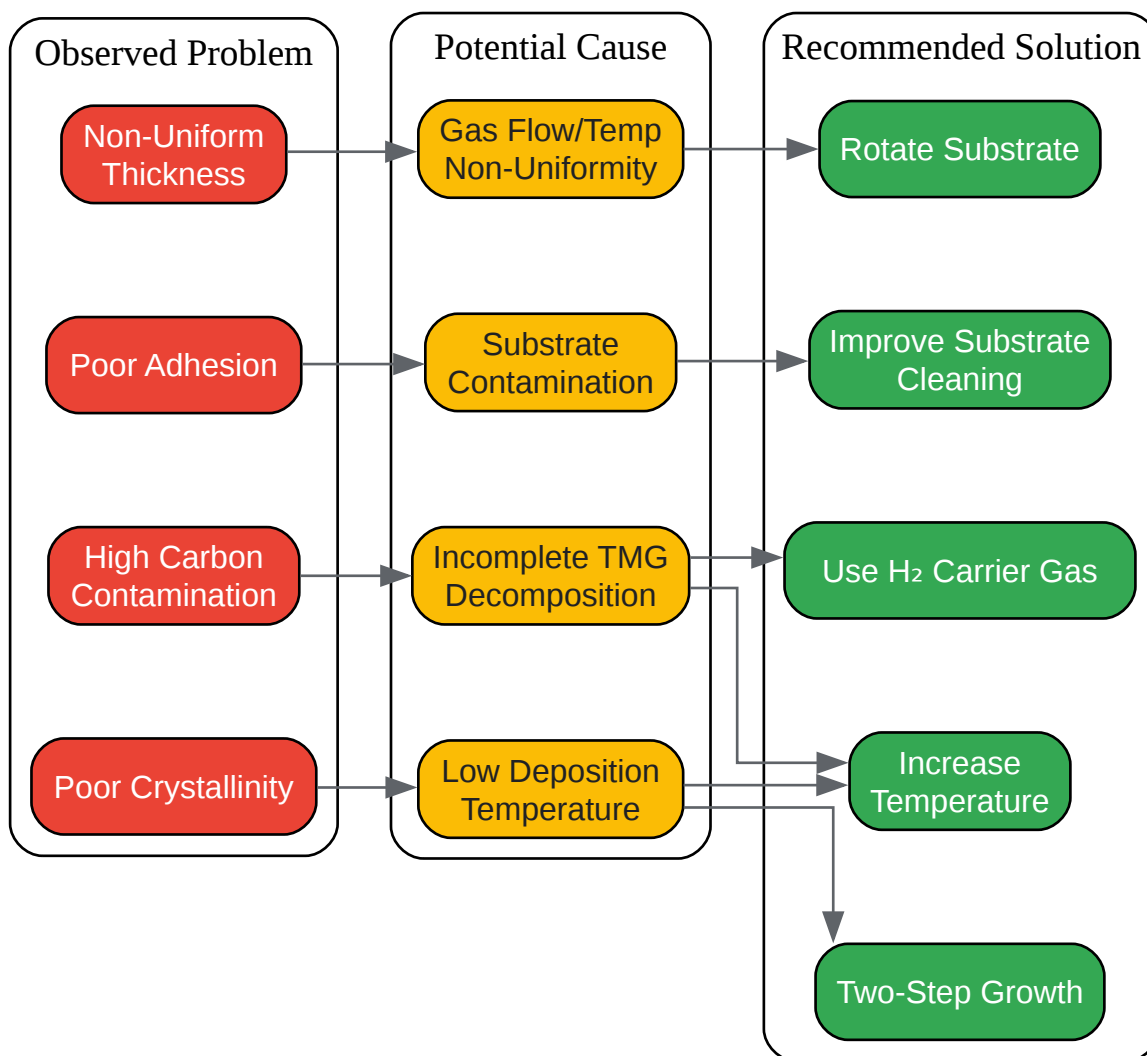 Observed Problem
Potential Cause
Recommended Solution
Non-Uniform
Thickness
Gas Flow/Temp
Non-Uniformity
Rotate Substrate
Poor Adhesion
Substrate
Contamination
Improve Substrate
Cleaning
High Carbon
Contamination
Incomplete TMG
Decomposition
Use H₂ Carrier Gas
Poor Crystallinity
Low Deposition
Temperature
Increase
Temperature
Two-Step Growth